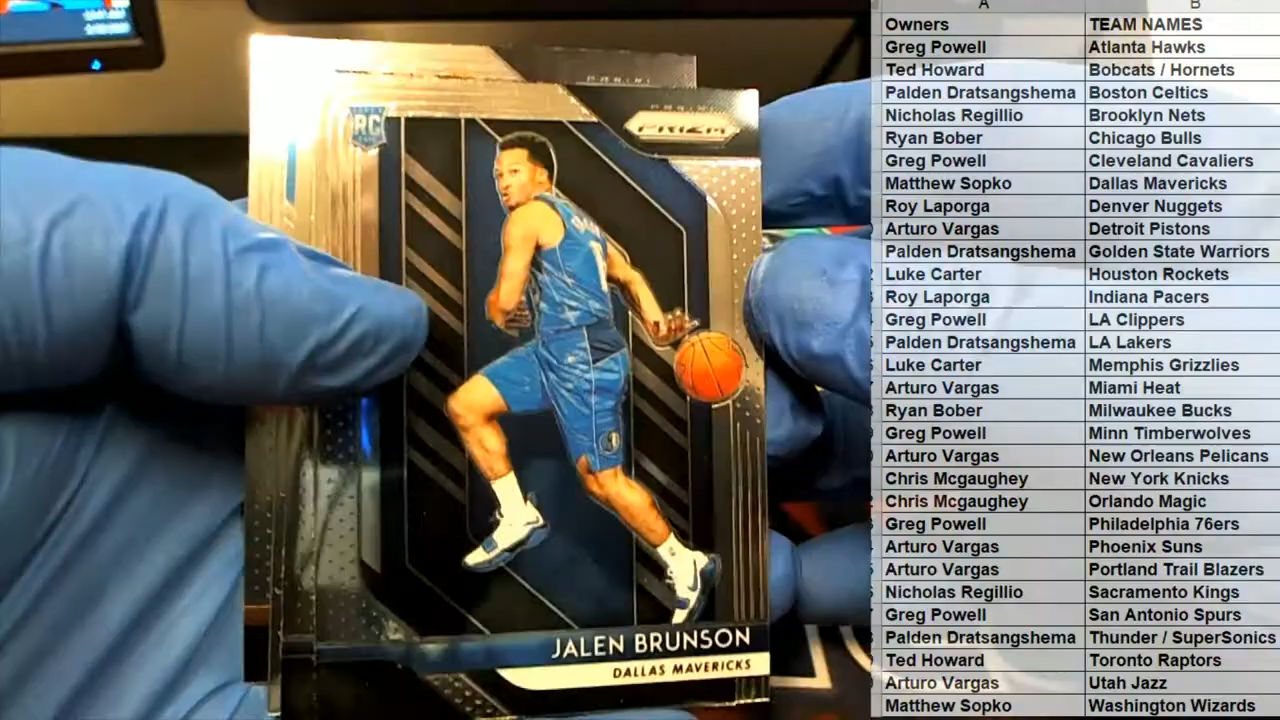 PANINI
RC
PANINI
PRIZM
JALEN BRUNSON
DALLAS MAVERICKS
A B
Owners TEAM NAMES
Greg Powell Atlanta Hawks
Ted Howard Bobcats / Hornets
Palden Dratsangshema Boston Celtics
Nicholas Regillio Brooklyn Nets
Ryan Bober Chicago Bulls
Greg Powell Cleveland Cavaliers
Matthew Sopko Dallas Mavericks
Roy Laporga Denver Nuggets
Arturo Vargas Detroit Pistons
Palden Dratsangshema Golden State Warriors
Luke Carter Houston Rockets
Roy Laporga Indiana Pacers
Greg Powell LA Clippers
Palden Dratsangshema LA Lakers
Luke Carter Memphis Grizzlies
Arturo Vargas Miami Heat
Ryan Bober Milwaukee Bucks
Greg Powell Minn Timberwolves
Arturo Vargas New Orleans Pelicans
Chris Mcgaughey New York Knicks
Chris Mcgaughey Orlando Magic
Greg Powell Philadelphia 76ers
Arturo Vargas Phoenix Suns
Arturo Vargas Portland Trail Blazers
Nicholas Regillio Sacramento Kings
Greg Powell San Antonio Spurs
Palden Dratsangshema Thunder / SuperSonics
Ted Howard Toronto Raptors
Arturo Vargas Utah Jazz
Matthew Sopko Washington Wizards